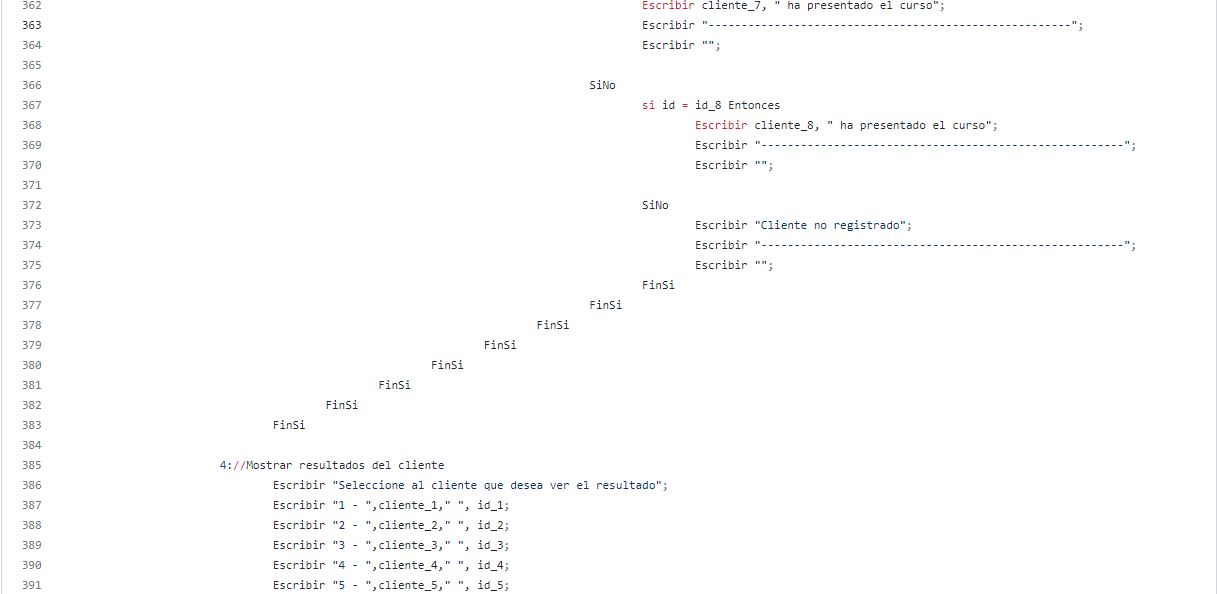 362 Escribir cliente_7, " ha presentado el curso";
363 Escribir "-------------------------------------------------------";
364 Escribir "";
365
366 SiNo
367 si id = id_8 Entonces
368 Escribir cliente_8, " ha presentado el curso";
369 Escribir "-------------------------------------------------------";
370 Escribir "";
371
372 SiNo
373 Escribir "Cliente no registrado";
374 Escribir "-------------------------------------------------------";
375 Escribir "";
376 FinSi
377 FinSi
378 FinSi
379 FinSi
380 FinSi
381 FinSi
382 FinSi
383 FinSi
384
385 4://Mostrar resultados del cliente
386 Escribir "Seleccione al cliente que desea ver el resultado";
387 Escribir "1 - ",cliente_1," ", id_1;
388 Escribir "2 - ",cliente_2," ", id_2;
389 Escribir "3 - ",cliente_3," ", id_3;
390 Escribir "4 - ",cliente_4," ", id_4;
391 Escribir "5 - ",cliente_5," ", id_5;